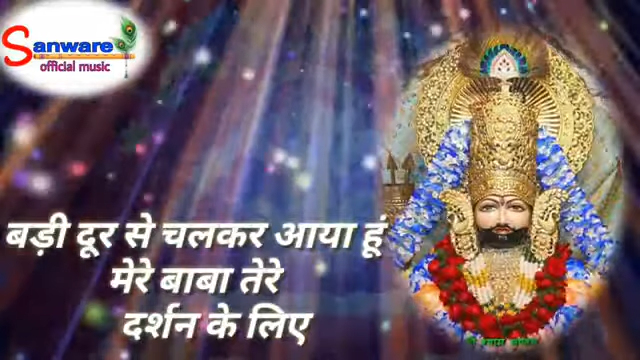 Sanware
official music
बड़ी दूर से चलकर आया हूं
मेरे बाबा तेरे
दर्शन के लिए